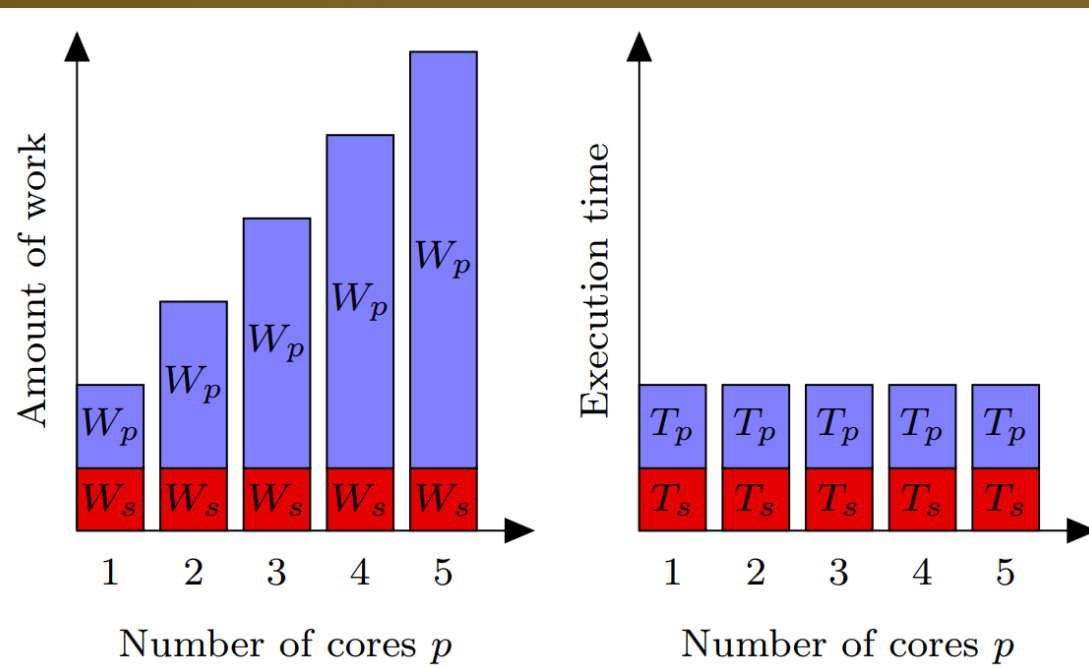 Amount of work
W_p
W_p
W_p
W_p
W_p
W_s W_s W_s W_s W_s
1 2 3 4 5
Number of cores p
Execution time
T_p T_p T_p T_p T_p
T_s T_s T_s T_s T_s
1 2 3 4 5
Number of cores p